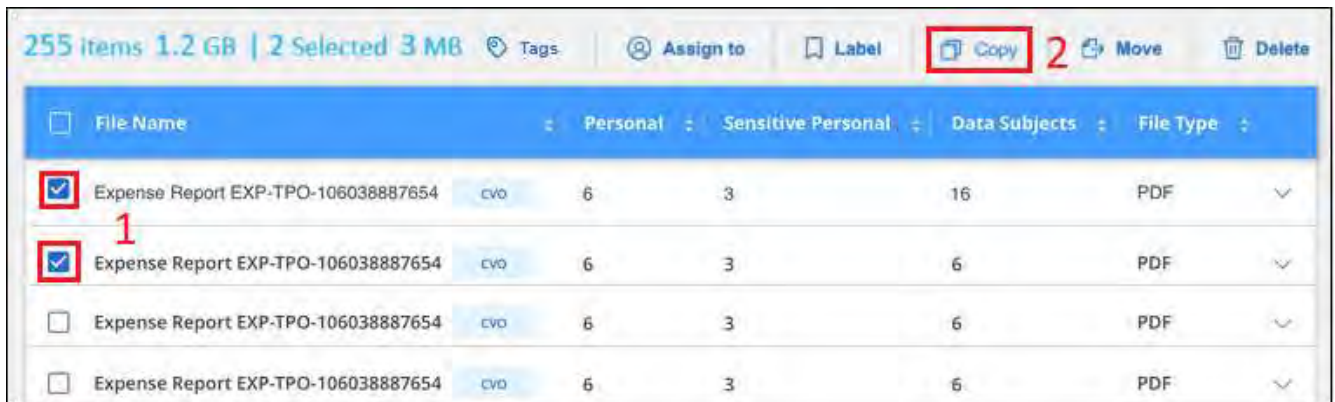 255 items 1.2 GB | 2 Selected 3 MB Tags Assign to Label Copy 2 Move Delete
File Name Personal Sensitive Personal Data Subjects File Type
Expense Report EXP-TPO-106038887654 CVO 6 3 16 PDF
1
Expense Report EXP-TPO-106038887654 CVO 6 3 6 PDF
Expense Report EXP-TPO-106038887654 CVO 6 3 6 PDF
Expense Report EXP-TPO-106038887654 CVO 6 3 6 PDF